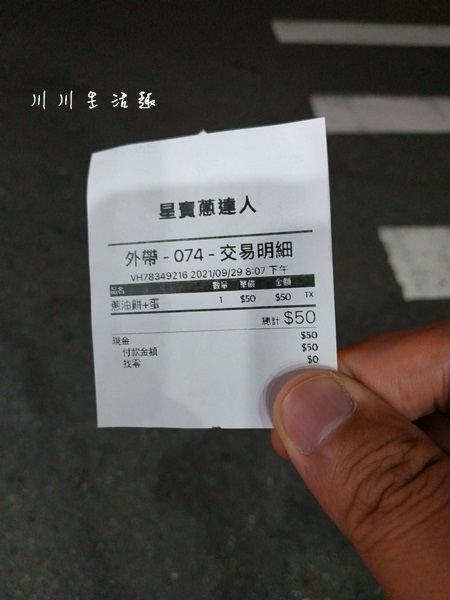 川川生活趣
星寶蔥達人
外帶 - 074 - 交易明細
VH78349216 2021/09/29 8:07 下午
品名 數量 單價 金額
蔥油餅+蛋 1 $50 $50 TX
總計 $50
現金 $50
付款金額 $50
找零 $0